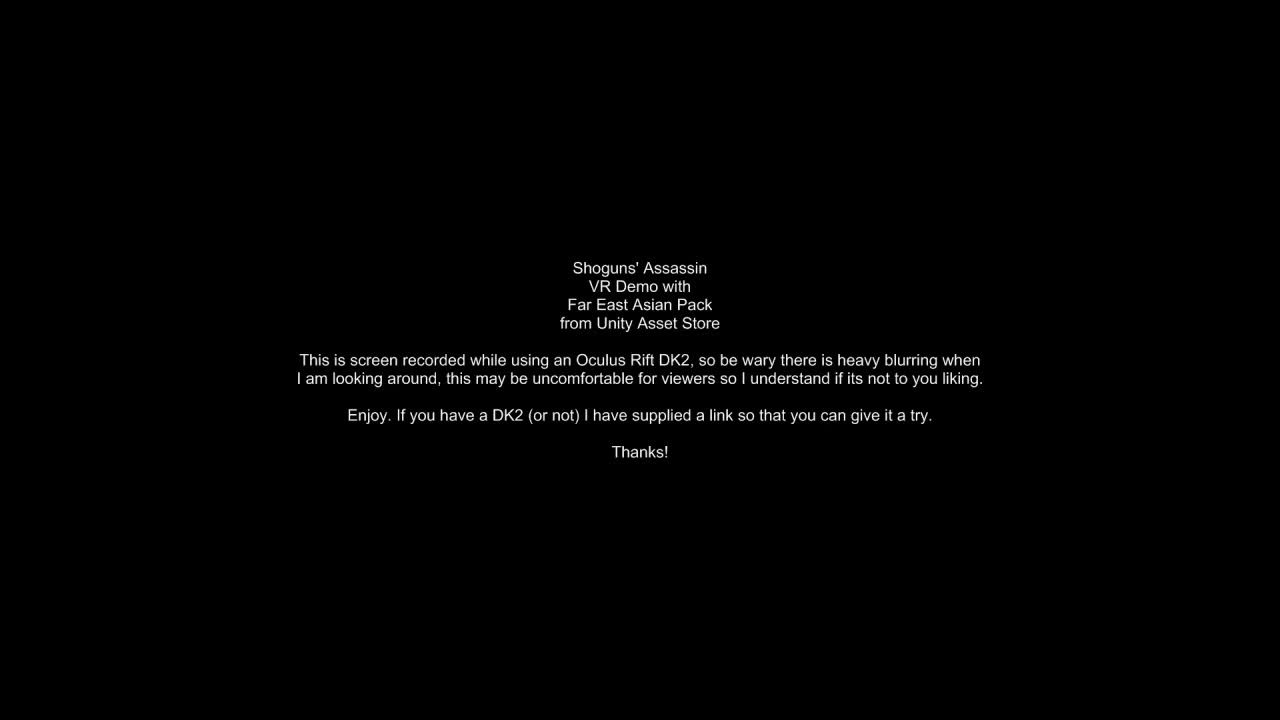 Shoguns' Assassin
VR Demo with
Far East Asian Pack
from Unity Asset Store
This is screen recorded while using an Oculus Rift DK2, so be wary there is heavy blurring when
I am looking around, this may be uncomfortable for viewers so I understand if its not to you liking.
Enjoy. If you have a DK2 (or not) I have supplied a link so that you can give it a try.
Thanks!